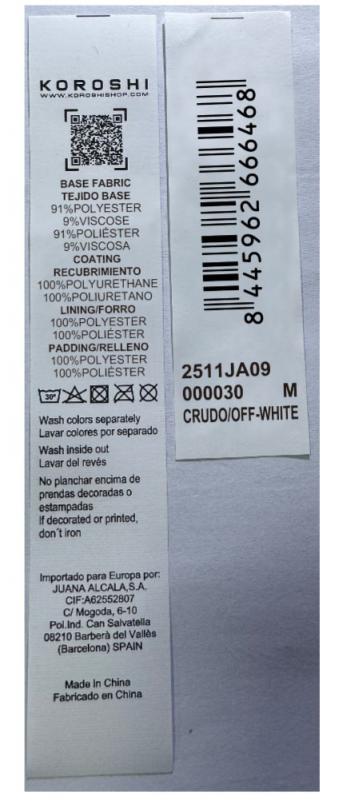 KOROSHI
WWW.KOROSHISHOP.COM
BASE FABRIC
TEJIDO BASE
91%POLYESTER
9%VISCOSE
91%POLIÉSTER
9%VISCOSA
COATING
RECUBRIMIENTO
100%POLYURETHANE
100%POLIURETANO
LINING/FORRO
100%POLYESTER
100%POLIÉSTER
PADDING/RELLENO
100%POLYESTER
100%POLIÉSTER
30º
Wash colors separately
Lavar colores por separado
Wash inside out
Lavar del revés
No planchar encima de
prendas decoradas o
estampadas
If decorated or printed,
don´t iron
Importado para Europa por:
JUANA ALCALA,S.A.
CIF:A62552807
C/ Mogoda, 6-10
Pol.Ind. Can Salvatella
08210 Barberà del Vallès
(Barcelona) SPAIN
Made in China
Fabricado en China
8 445962 666468
2511JA09
000030 M
CRUDO/OFF-WHITE